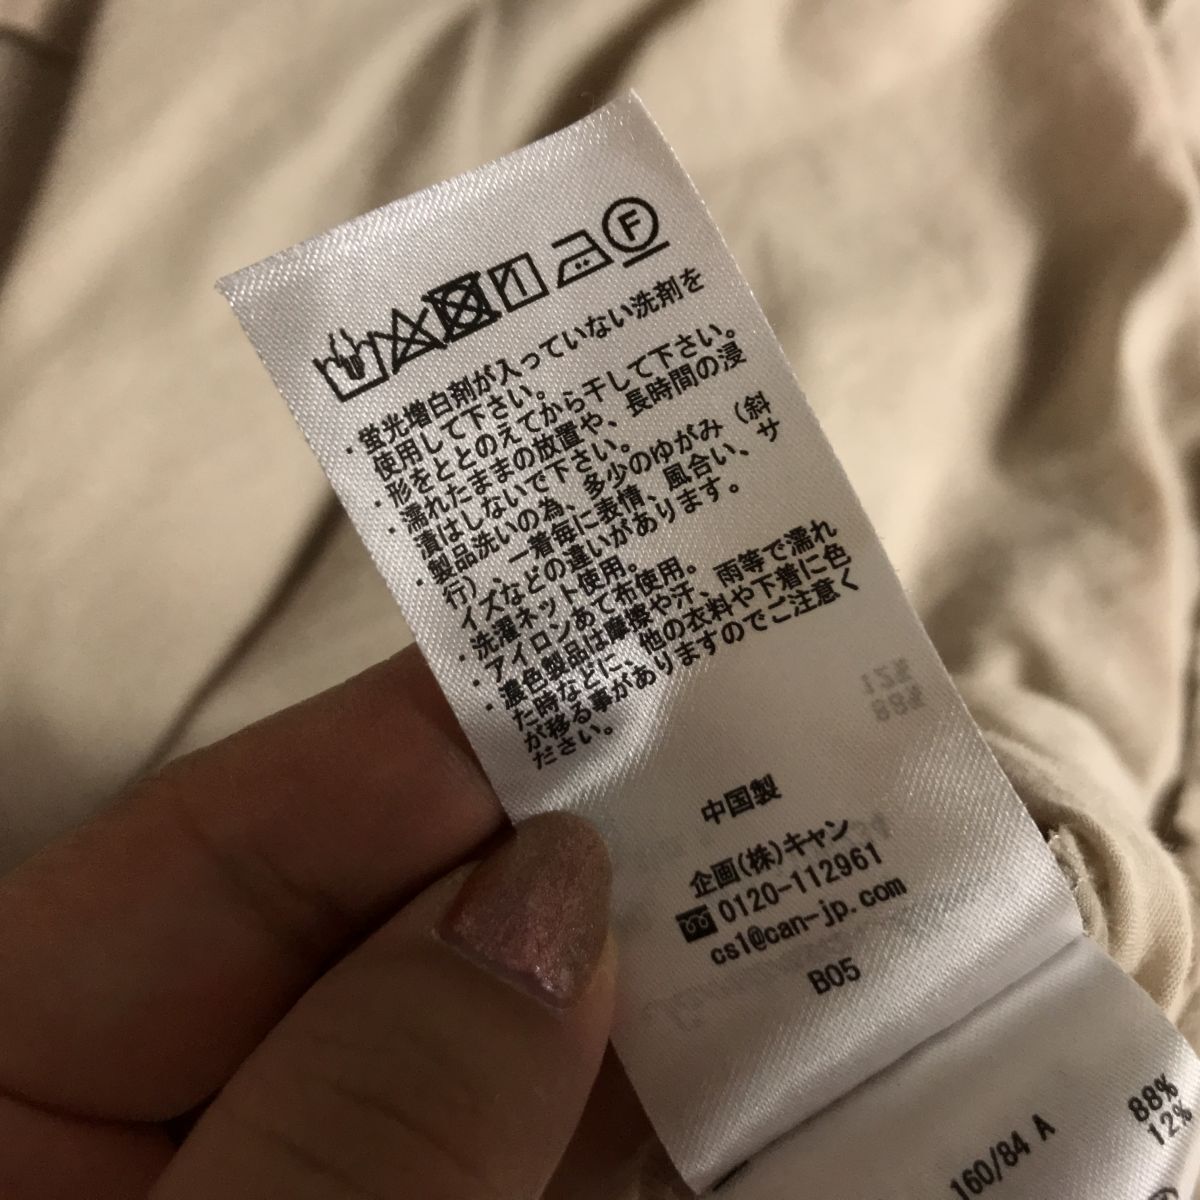 F
・蛍光増白剤が入っていない洗剤を
使用して下さい。
・形をととのえてから干して下さい。
・濡れたままの放置や、長時間の浸
漬はしないで下さい。
・製品洗いの為、多少のゆがみ（斜
行）、一着毎に表情、風合い、サ
イズなどの違いがあります。
・洗濯ネット使用。
・アイロンあて布使用。
・濃色製品は摩擦や汗、雨等で濡れ
た時などに、他の衣料や下着に色
が移る事がありますのでご注意く
ださい。
中国製
企画(株)キャン
0120-112961
cs1@can-jp.com
B05
160/84 A
88%
12%